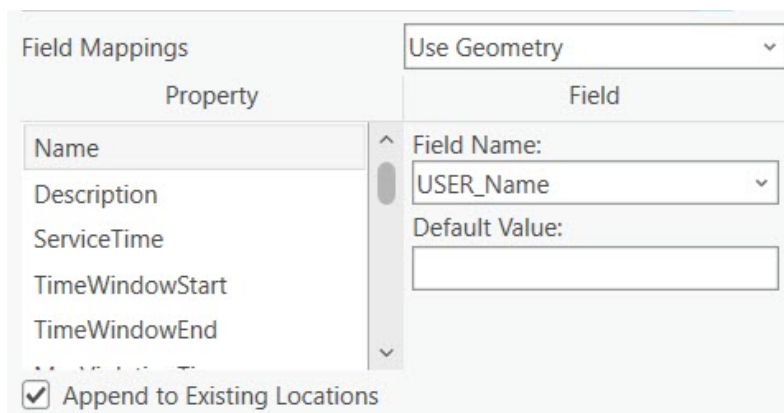 Field Mappings
Use Geometry
Property
Field
Name
Description
ServiceTime
TimeWindowStart
TimeWindowEnd
Field Name:
USER_Name
Default Value:
Append to Existing Locations